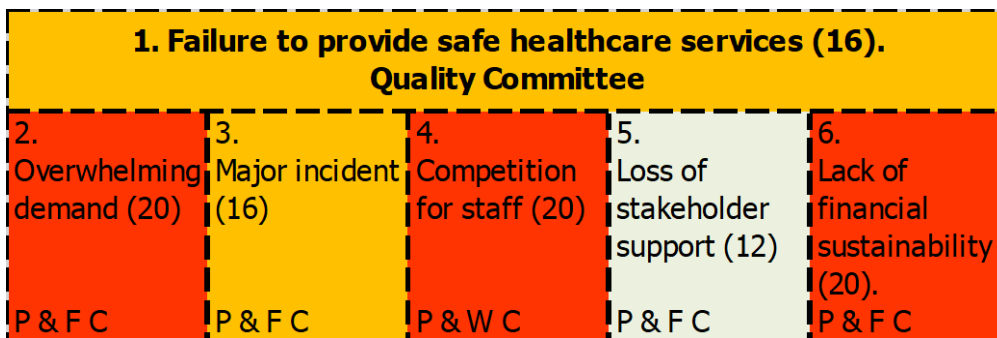 1. Failure to provide safe healthcare services (16).
Quality Committee
2.
Overwhelming
demand (20)
P & F C
3.
Major incident
(16)
P & F C
4.
Competition
for staff (20)
P & W C
5.
Loss of
stakeholder
support (12)
P & F C
6.
Lack of
financial
sustainability
(20).
P & F C